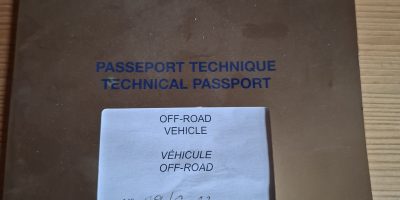 PASSEPORT TECHNIQUE
TECHNICAL PASSPORT
OFF-ROAD
VEHICLE
VÉHICULE
OFF-ROAD